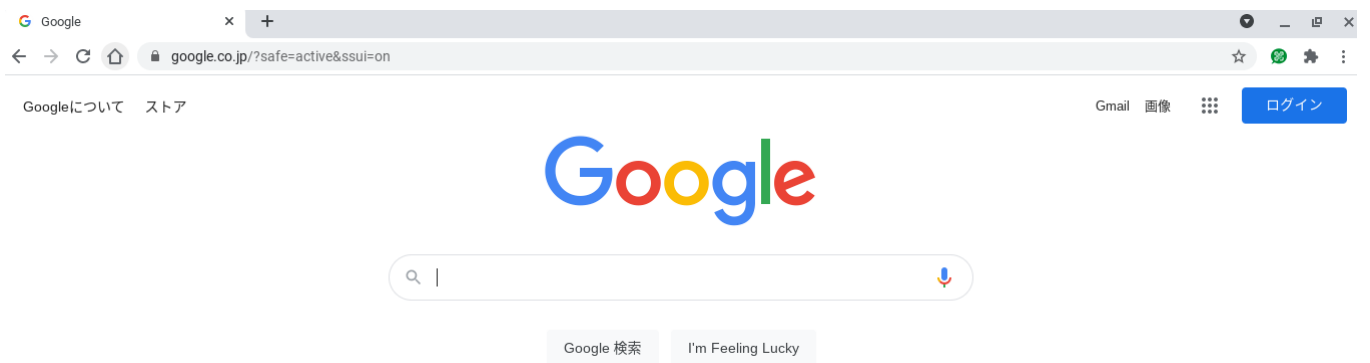 Google
google.co.jp/?safe=active&ssui=on
Googleについて ストア Gmail 画像 ログイン
Google
Google 検索 I'm Feeling Lucky